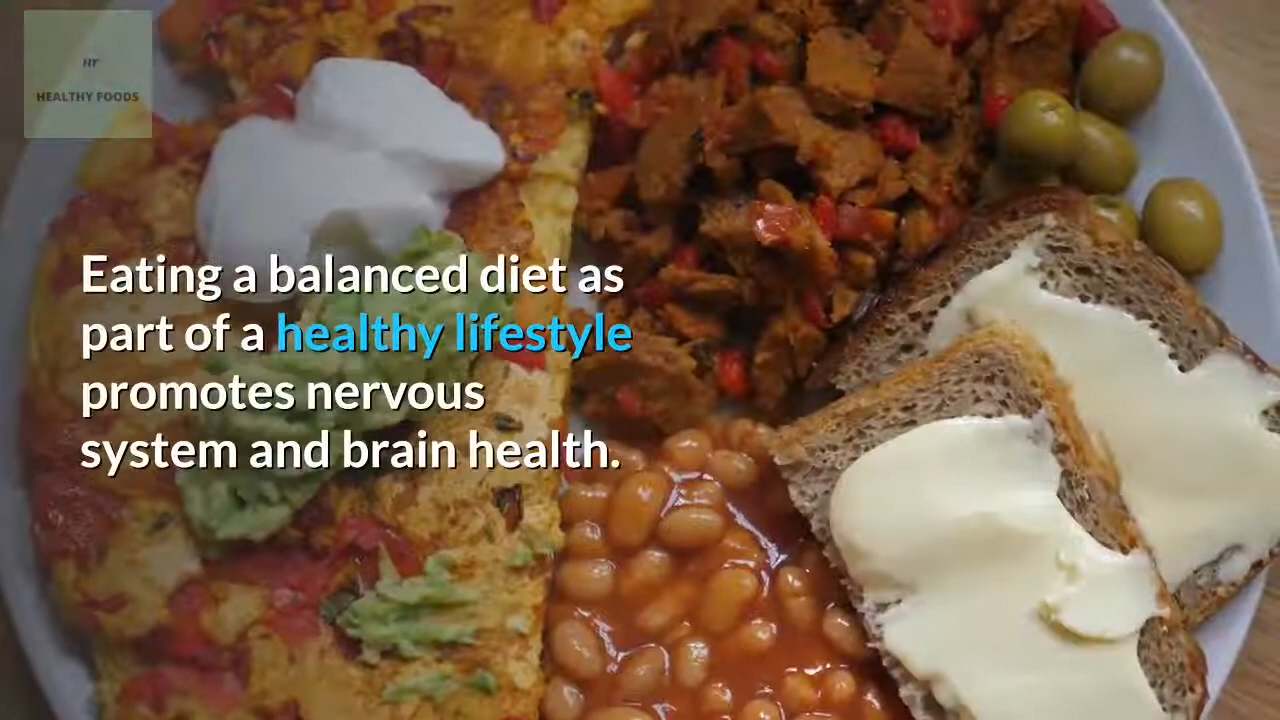 HF
HEALTHY FOODS
Eating a balanced diet as
part of a healthy lifestyle
promotes nervous
system and brain health.